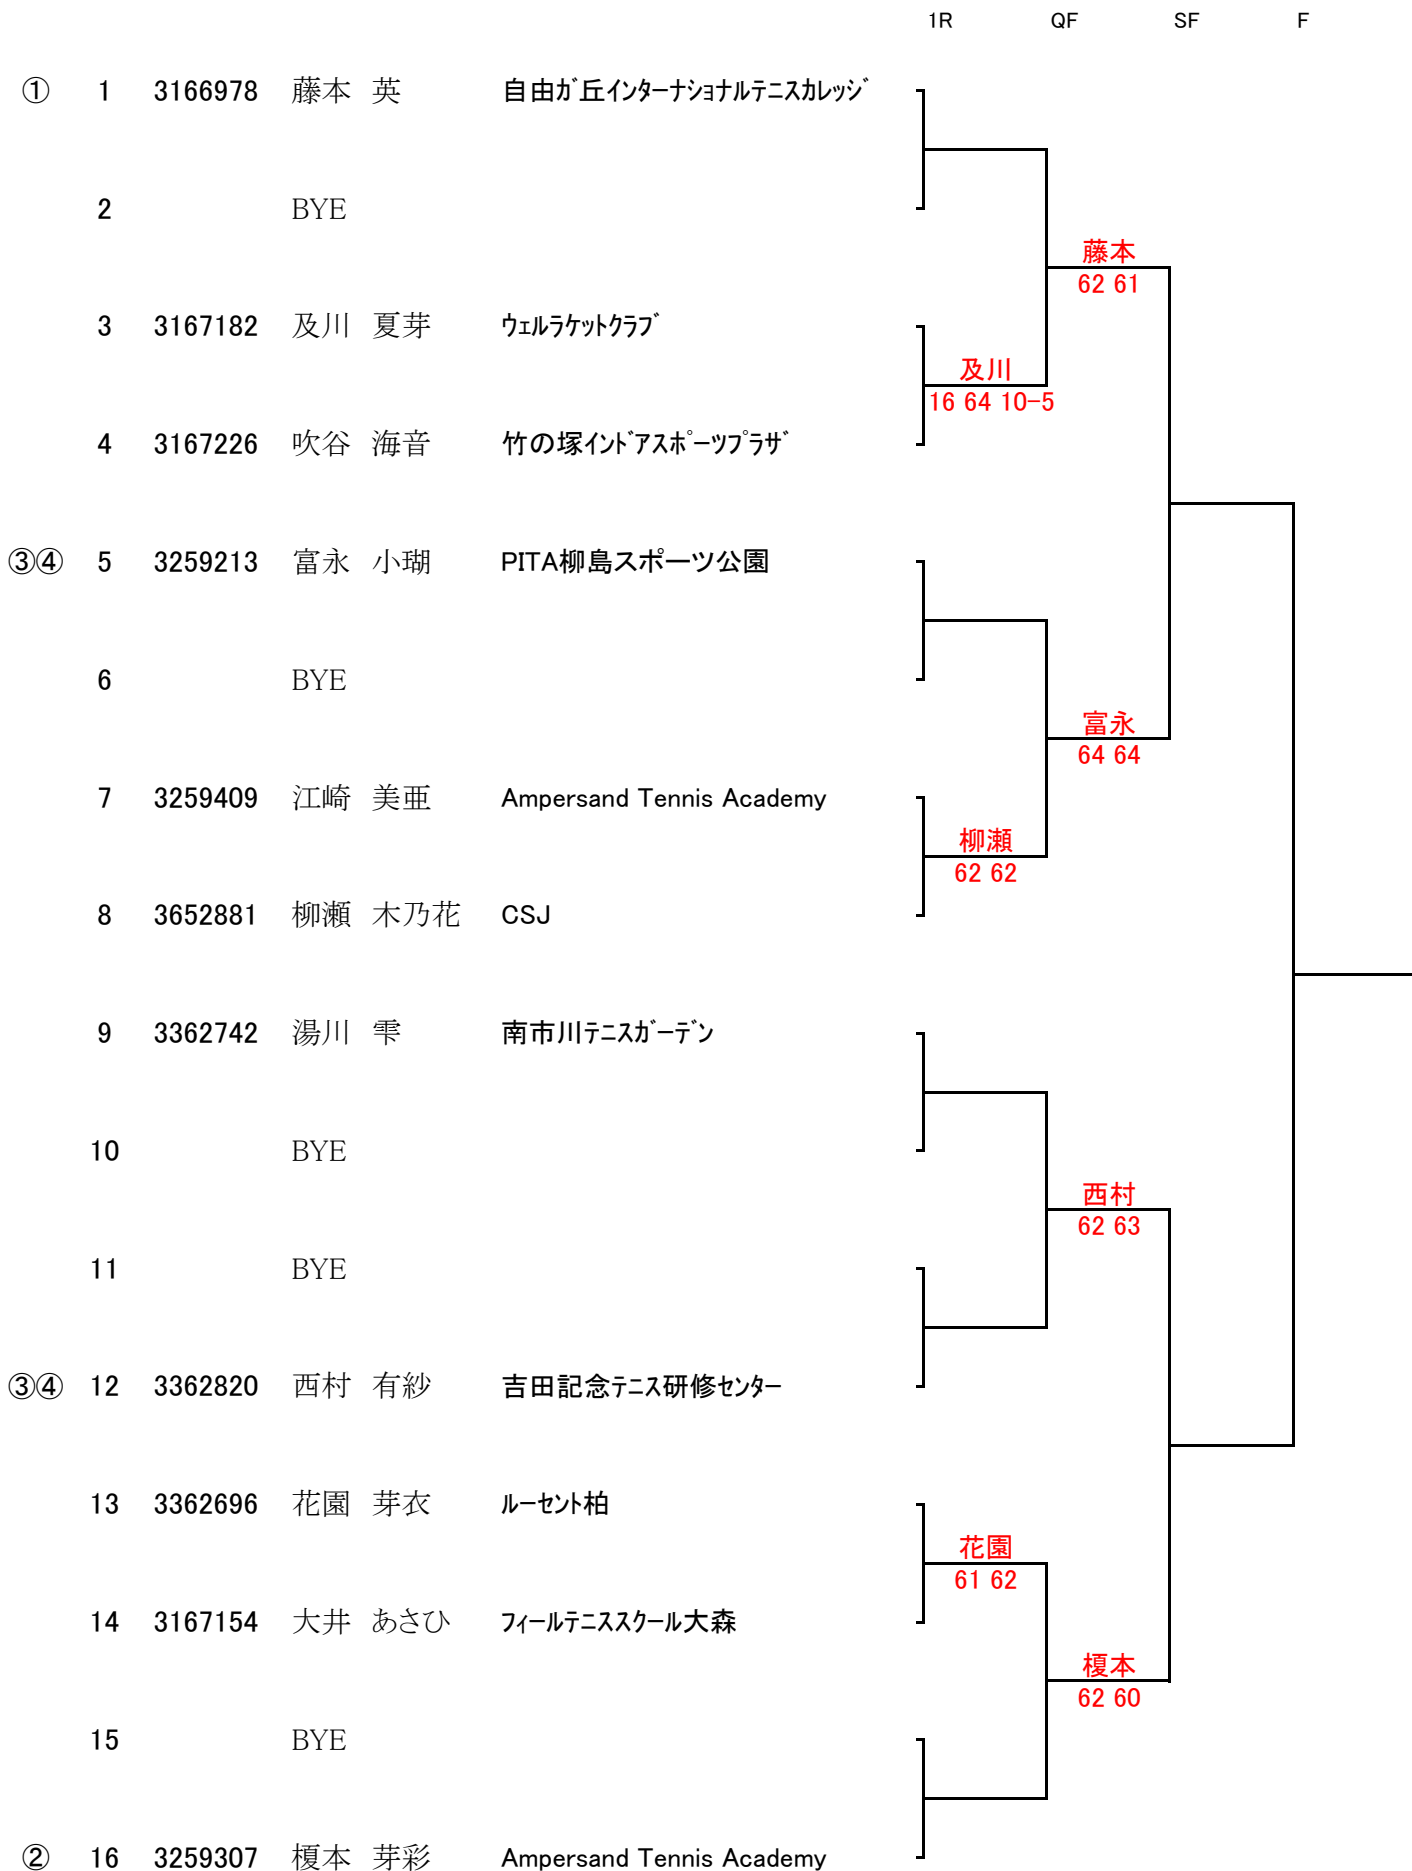 1R QF SF F
① 1 3166978 藤本 英 自由が丘インターナショナルテニスカレッジ
2 BYE
藤本
62 61
3 3167182 及川 夏芽 ウェルラケットクラブ
及川
16 64 10-5
4 3167226 吹谷 海音 竹の塚インドアスポーツプラザ
③④ 5 3259213 富永 小瑚 PITA柳島スポーツ公園
6 BYE
富永
64 64
7 3259409 江崎 美亜 Ampersand Tennis Academy
柳瀬
62 62
8 3652881 柳瀬 木乃花 CSJ
9 3362742 湯川 雫 南市川テニスガーデン
10 BYE
西村
62 63
11 BYE
③④ 12 3362820 西村 有紗 吉田記念テニス研修センター
13 3362696 花園 芽衣 ルーセント柏
花園
61 62
14 3167154 大井 あさひ フィールテニススクール大森
榎本
62 60
15 BYE
② 16 3259307 榎本 芽彩 Ampersand Tennis Academy